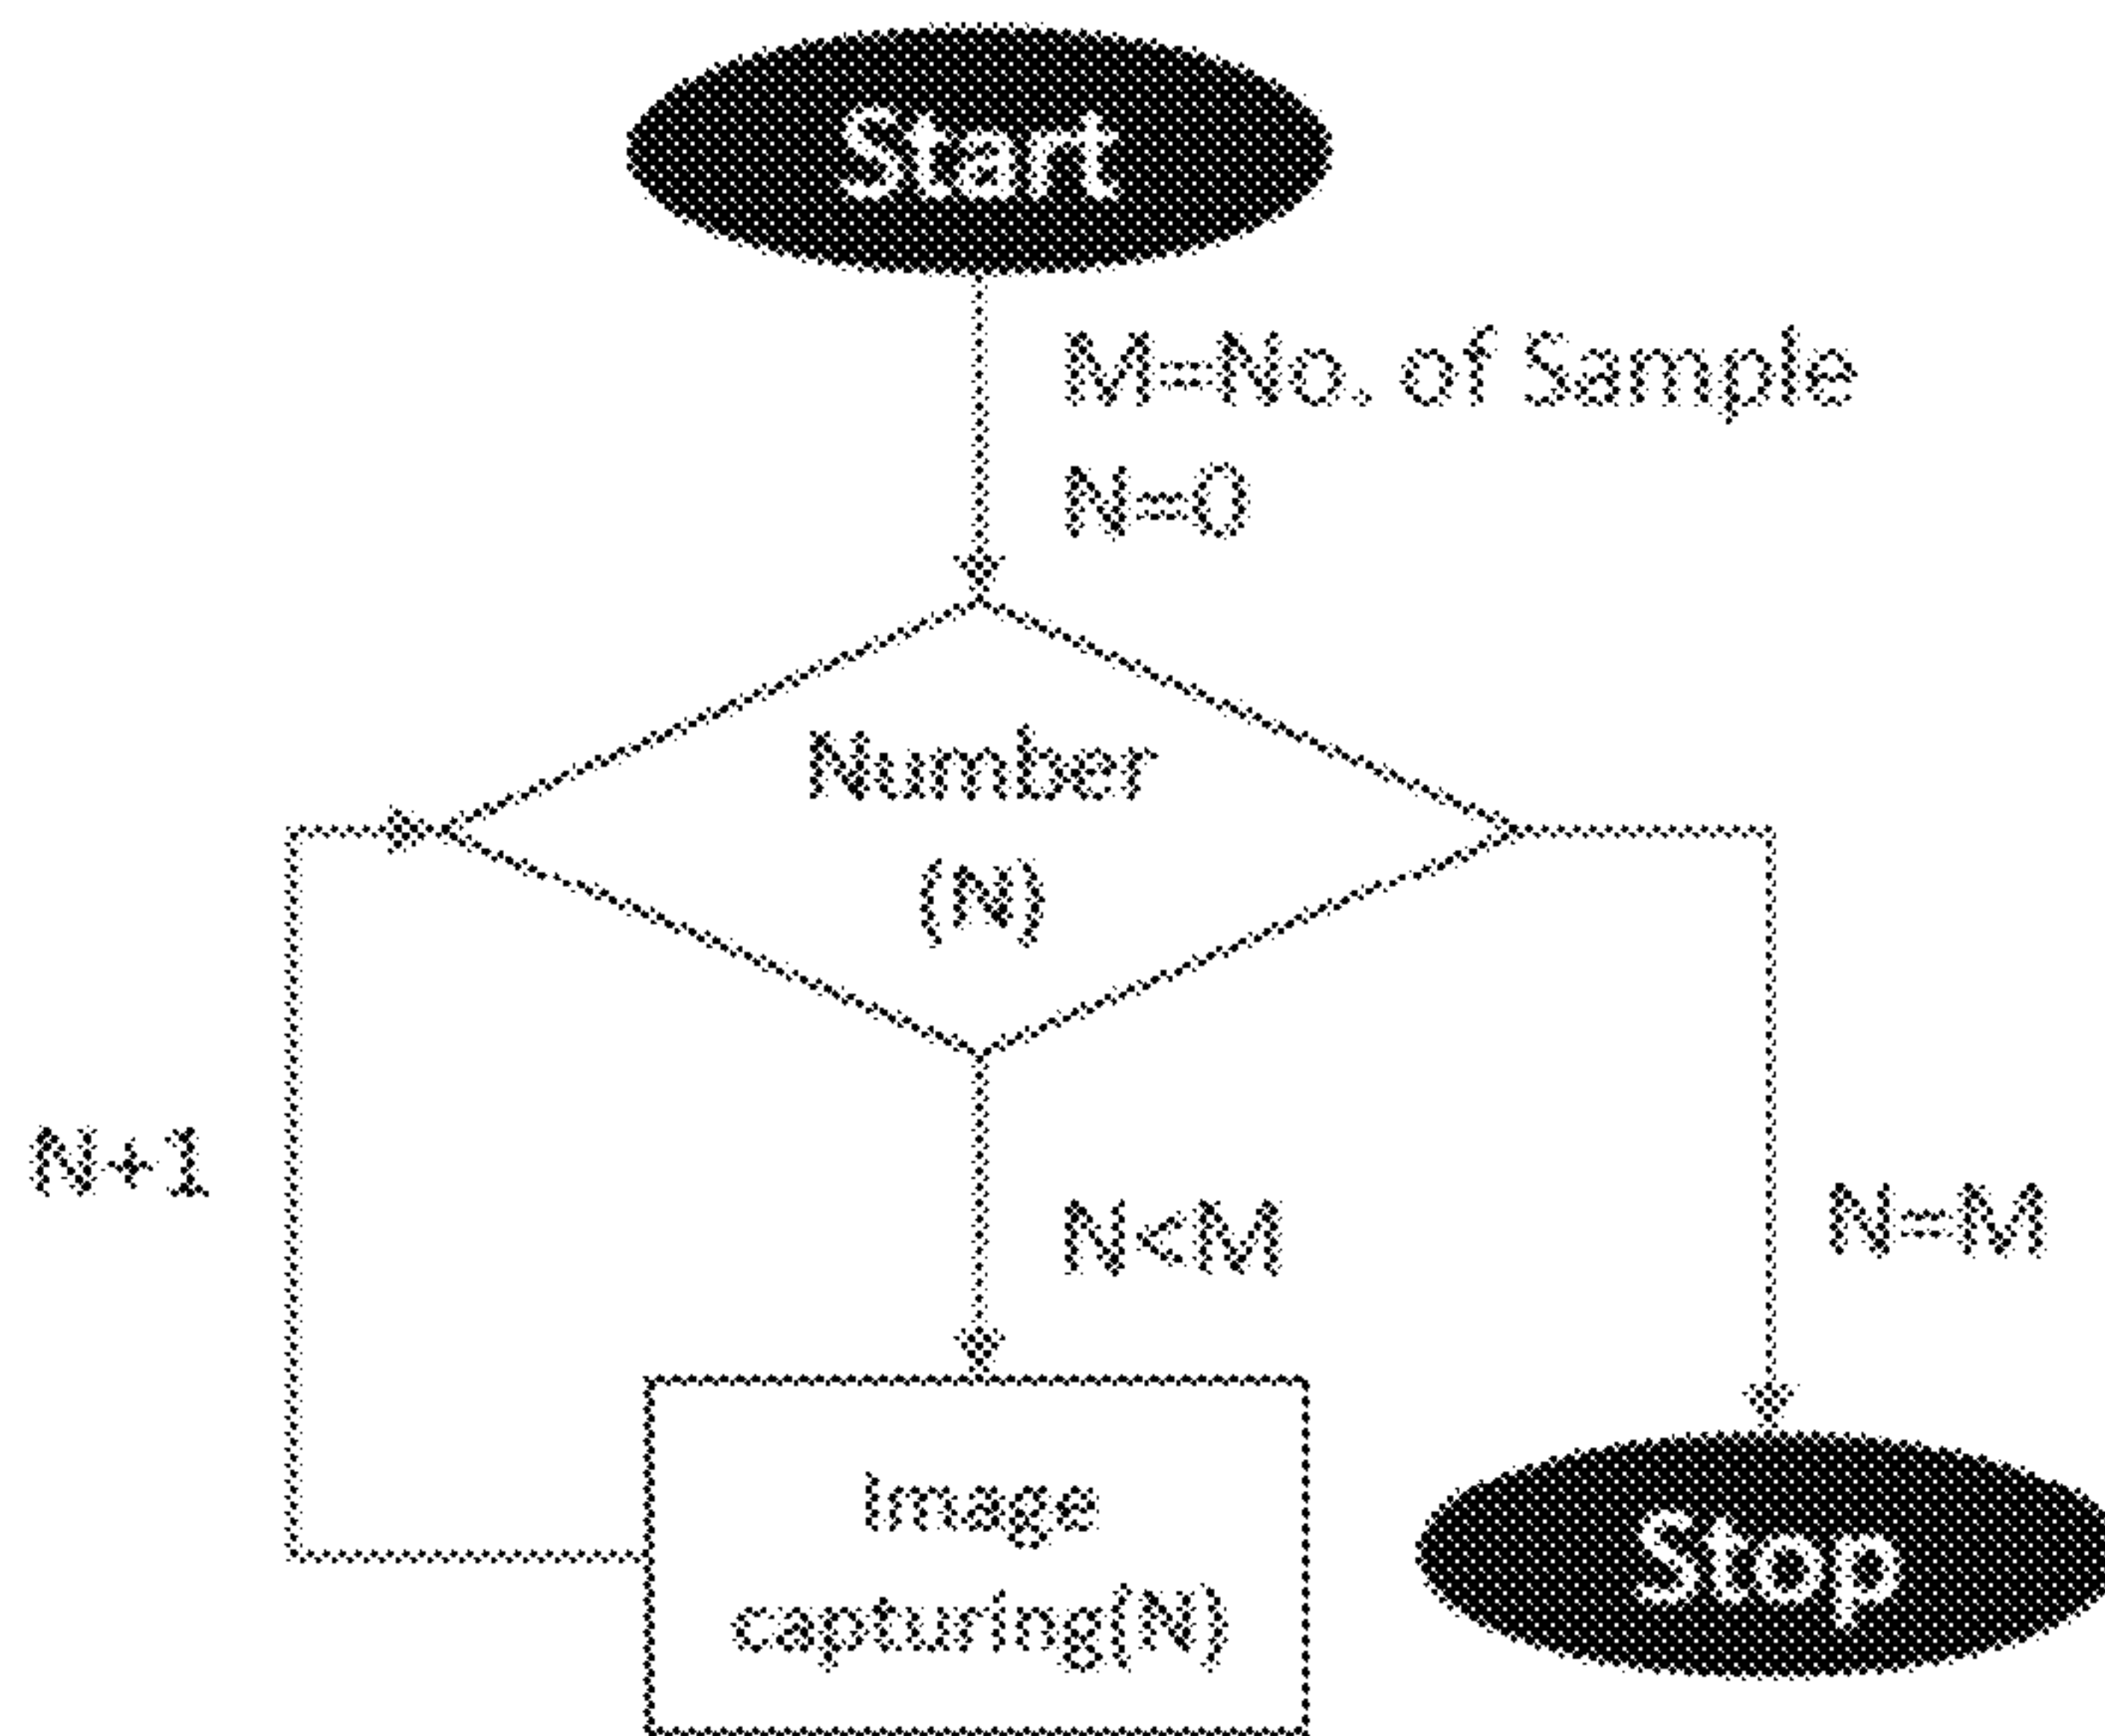 Start
M=No. of Sample
N=0
Number
(N)
N+1
N<M
N=M
Image
capturing(N)
Stop